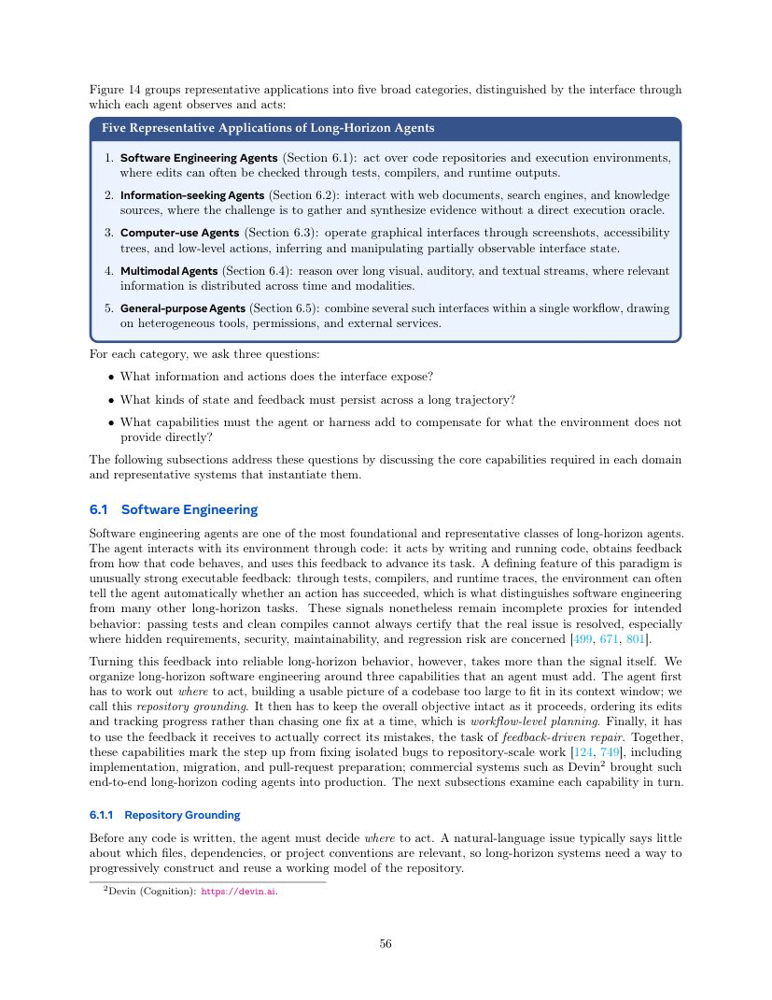 Figure 14 groups representative applications into five broad categories, distinguished by the interface through
which each agent observes and acts:
Five Representative Applications of Long-Horizon Agents
1. Software Engineering Agents (Section 6.1): act over code repositories and execution environments,
where edits can often be checked through tests, compilers, and runtime outputs.
2. Information-seeking Agents (Section 6.2): interact with web documents, search engines, and knowledge
sources, where the challenge is to gather and synthesize evidence without a direct execution oracle.
3. Computer-use Agents (Section 6.3): operate graphical interfaces through screenshots, accessibility
trees, and low-level actions, inferring and manipulating partially observable interface state.
4. Multimodal Agents (Section 6.4): reason over long visual, auditory, and textual streams, where relevant
information is distributed across time and modalities.
5. General-purpose Agents (Section 6.5): combine several such interfaces within a single workflow, drawing
on heterogeneous tools, permissions, and external services.
For each category, we ask three questions:
• What information and actions does the interface expose?
• What kinds of state and feedback must persist across a long trajectory?
• What capabilities must the agent or harness add to compensate for what the environment does not
provide directly?
The following subsections address these questions by discussing the core capabilities required in each domain
and representative systems that instantiate them.
6.1 Software Engineering
Software engineering agents are one of the most foundational and representative classes of long-horizon agents.
The agent interacts with its environment through code: it acts by writing and running code, obtains feedback
from how that code behaves, and uses this feedback to advance its task. A defining feature of this paradigm is
unusually strong executable feedback: through tests, compilers, and runtime traces, the environment can often
tell the agent automatically whether an action has succeeded, which is what distinguishes software engineering
from many other long-horizon tasks. These signals nonetheless remain incomplete proxies for intended
behavior: passing tests and clean compiles cannot always certify that the real issue is resolved, especially
where hidden requirements, security, maintainability, and regression risk are concerned [499, 671, 801].
Turning this feedback into reliable long-horizon behavior, however, takes more than the signal itself. We
organize long-horizon software engineering around three capabilities that an agent must add. The agent first
has to work out where to act, building a usable picture of a codebase too large to fit in its context window; we
call this repository grounding. It then has to keep the overall objective intact as it proceeds, ordering its edits
and tracking progress rather than chasing one fix at a time, which is workflow-level planning. Finally, it has
to use the feedback it receives to actually correct its mistakes, the task of feedback-driven repair. Together,
these capabilities mark the step up from fixing isolated bugs to repository-scale work [124, 749], including
implementation, migration, and pull-request preparation; commercial systems such as Devin2 brought such
end-to-end long-horizon coding agents into production. The next subsections examine each capability in turn.
6.1.1 Repository Grounding
Before any code is written, the agent must decide where to act. A natural-language issue typically says little
about which files, dependencies, or project conventions are relevant, so long-horizon systems need a way to
progressively construct and reuse a working model of the repository.
2Devin (Cognition): https://devin.ai.
56